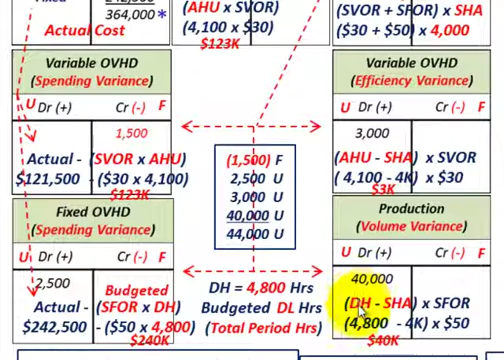 364,000*
Actual Cost
(AHU x SVOR)
(4,100 x $30)
$123K
(SVOR + SFOR) x SHA
($30 + $50) x 4,000
Variable OVHD
(Spending Variance)
U Dr (+) Cr (-) F
1,500
Actual - (SVOR x AHU)
$121,500 - ($30 x 4,100)
$123K
Variable OVHD
(Efficiency Variance)
U Dr (+) Cr (-) F
3,000
(AHU - SHA) x SVOR
( 4,100 - 4K) x $30
$3K
(1,500) F
2,500 U
3,000 U
40,000 U
44,000 U
Fixed OVHD
(Spending Variance)
U Dr (+) Cr (-) F
2,500
Budgeted
Actual - (SFOR x DH)
$242,500 - ($50 x 4,800)
$240K
DH = 4,800 Hrs
Budgeted DL Hrs
(Total Period Hrs)
Production
(Volume Variance)
U Dr (+) Cr (-) F
40,000
(DH - SHA) x SFOR
(4,800 - 4K) x $50
$40K